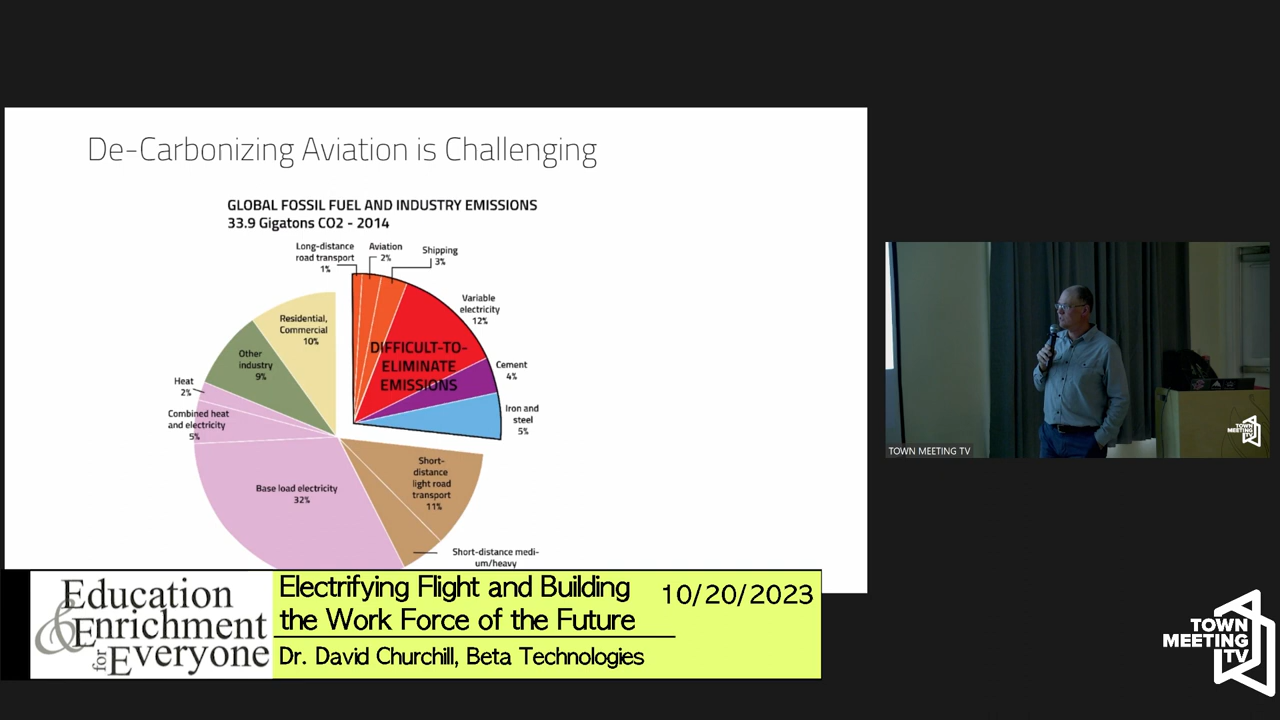 De-Carbonizing Aviation is Challenging
GLOBAL FOSSIL FUEL AND INDUSTRY EMISSIONS
33.9 Gigatons CO2 - 2014
Long-distance
road transport
1%
Aviation
2%
Shipping
3%
Variable
electricity
12%
DIFFICULT-TO-
ELIMINATE
EMISSIONS
Cement
4%
Iron and
steel
5%
Residential,
Commercial
10%
Other
industry
9%
Heat
2%
Combined heat
and electricity
5%
Base load electricity
32%
Short-
distance
light road
transport
11%
Short-distance medi-
um/heavy
TOWN MEETING TV
TOWN
MEETING
TV
Education
& Enrichment
for Everyone
Electrifying Flight and Building
the Work Force of the Future
10/20/2023
Dr. David Churchill, Beta Technologies
TOWN
MEETING
TV